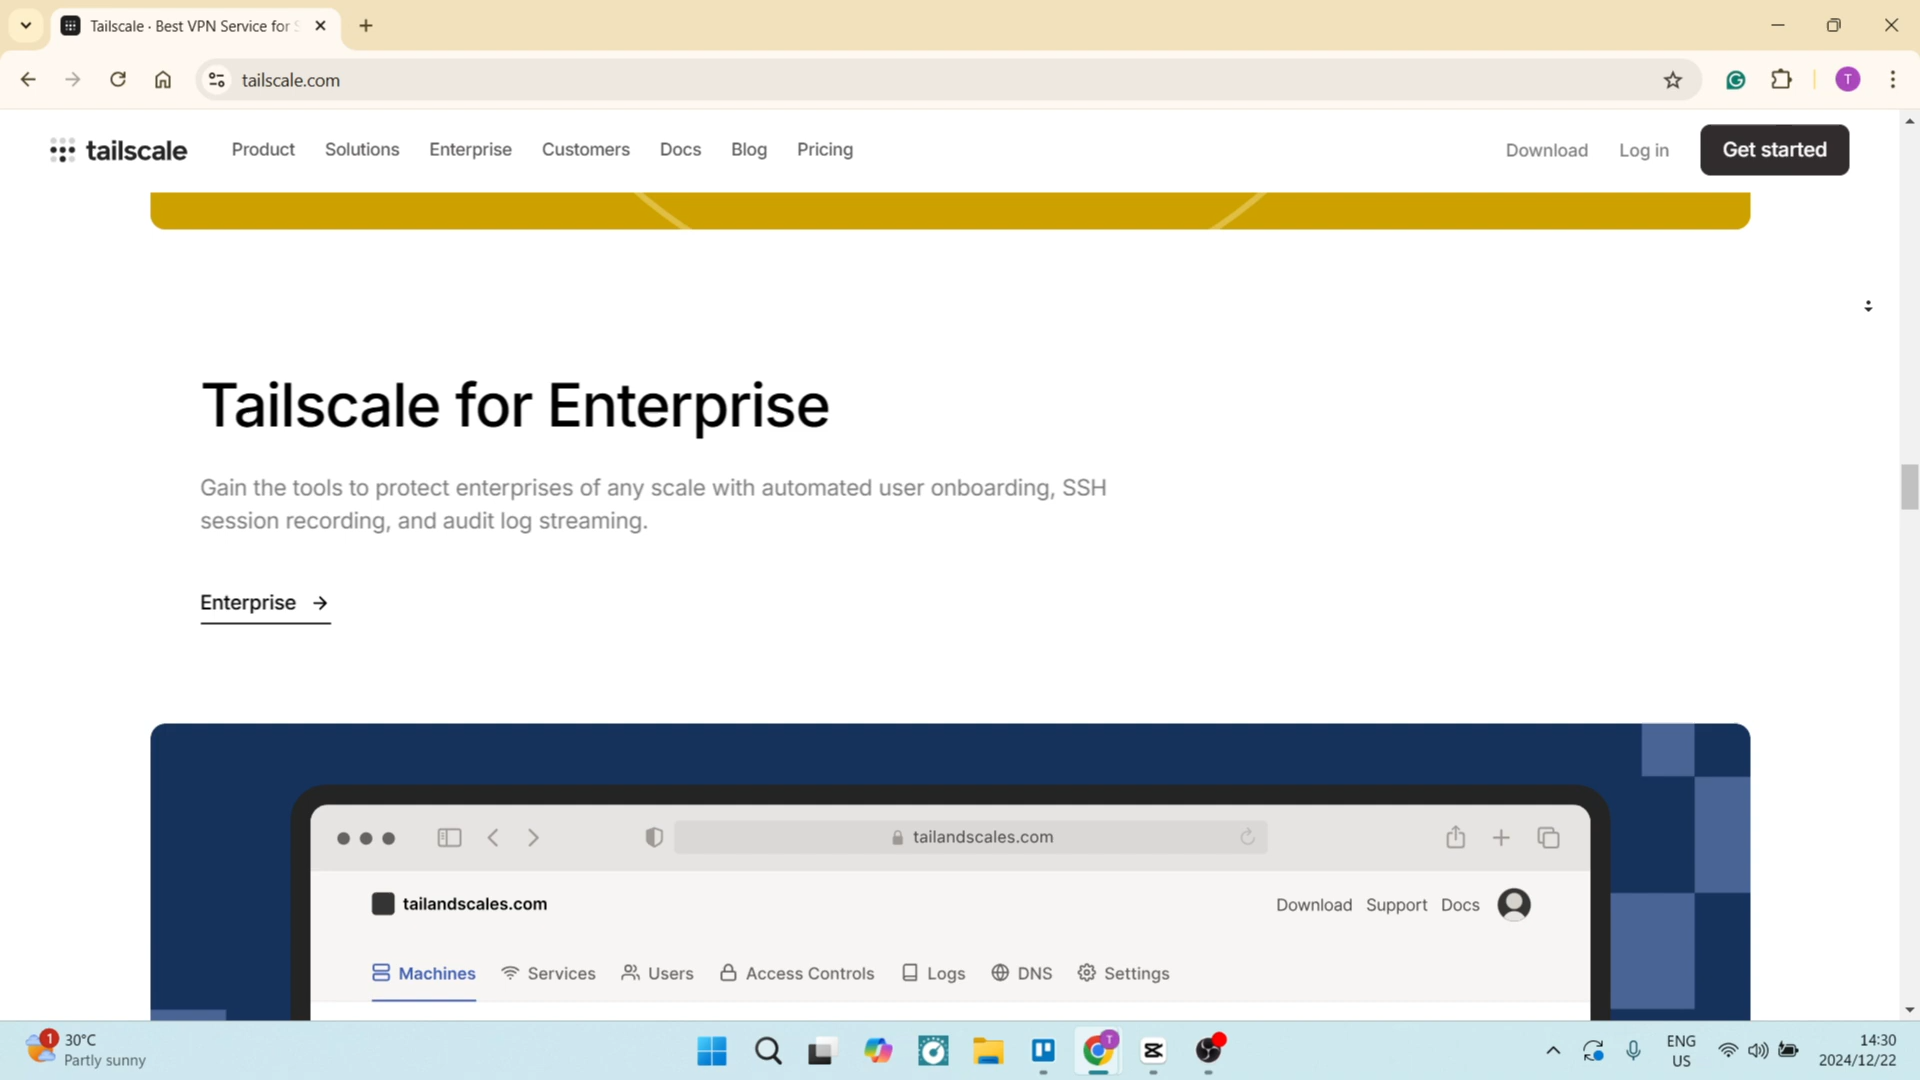 Tailscale · Best VPN Service for S
tailscale.com
T
tailscale
Product
Solutions
Enterprise
Customers
Docs
Blog
Pricing
Download
Log in
Get started
Tailscale for Enterprise
Gain the tools to protect enterprises of any scale with automated user onboarding, SSH
session recording, and audit log streaming.
Enterprise →
tailandscales.com
tailandscales.com
Download
Support
Docs
Machines
Services
Users
Access Controls
Logs
DNS
Settings
1
30°C
Partly sunny
T
ENG
US
14:30
2024/12/22